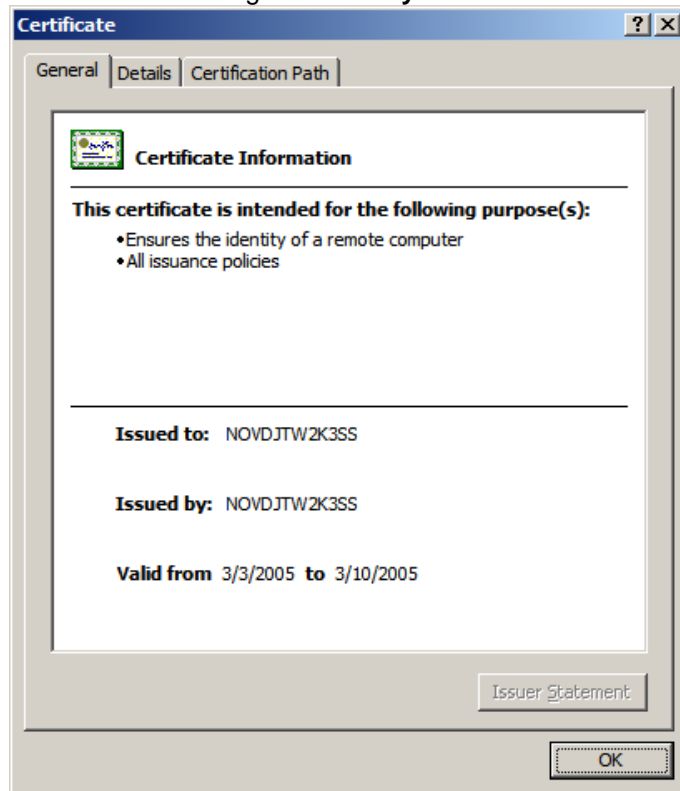 Certificate
General Details Certification Path
Certificate Information
This certificate is intended for the following purpose(s):
•Ensures the identity of a remote computer
•All issuance policies
Issued to: NOVDJTW2K3SS
Issued by: NOVDJTW2K3SS
Valid from 3/3/2005 to 3/10/2005
Issuer Statement
OK